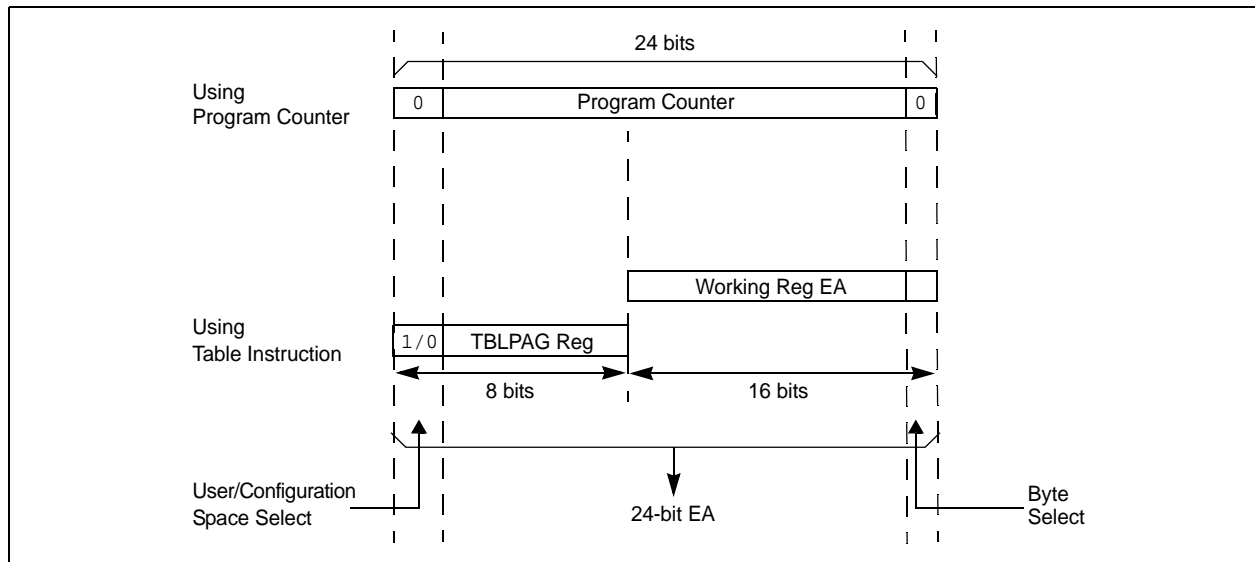 24 bits
Using
Program Counter
0
Program Counter
0
Working Reg EA
Using
Table Instruction
1/0
TBLPAG Reg
8 bits
16 bits
User/Configuration
Space Select
24-bit EA
Byte
Select